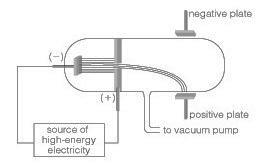 negative plate
(−)
(+)
positive plate
to vacuum pump
source of
high-energy
electricity